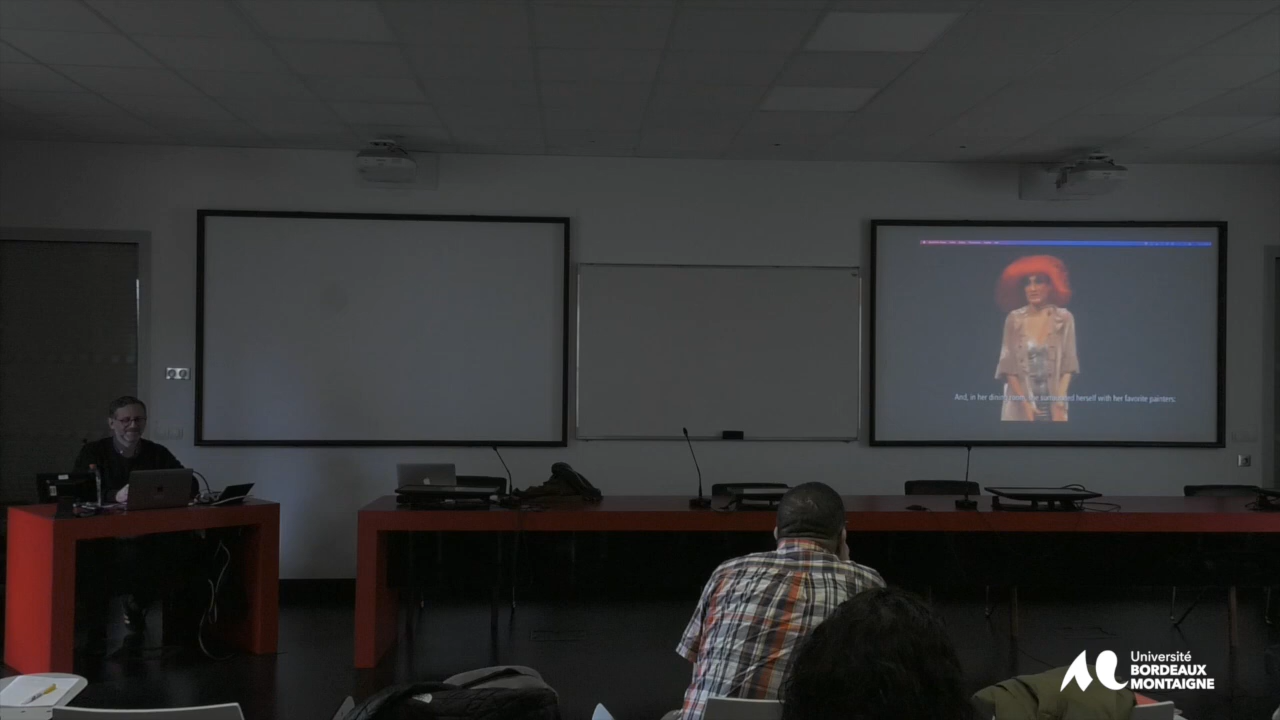 And, in her dining room, she surrounded herself with her favorite painters:
Université
BORDEAUX
MONTAIGNE